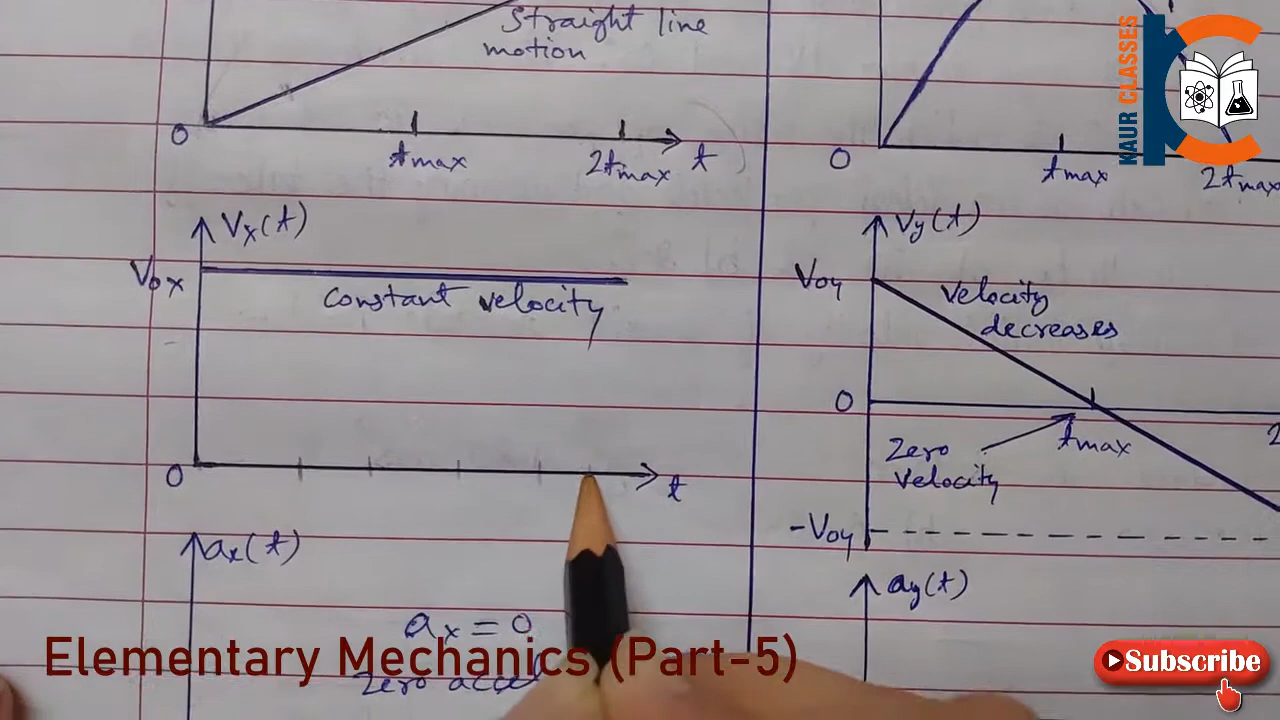 Straight line
motion
0
tmax
2tmax
t
Vx(t)
Vox
Constant velocity
0
t
ax(t)
ax = 0
Zero accel
KAUR CLASSES
0
tmax
2tmax
Vy(t)
Voy
Velocity
decreases
0
tmax
2
Zero
velocity
-Voy
ay(t)
Elementary Mechanics (Part-5)
Subscribe